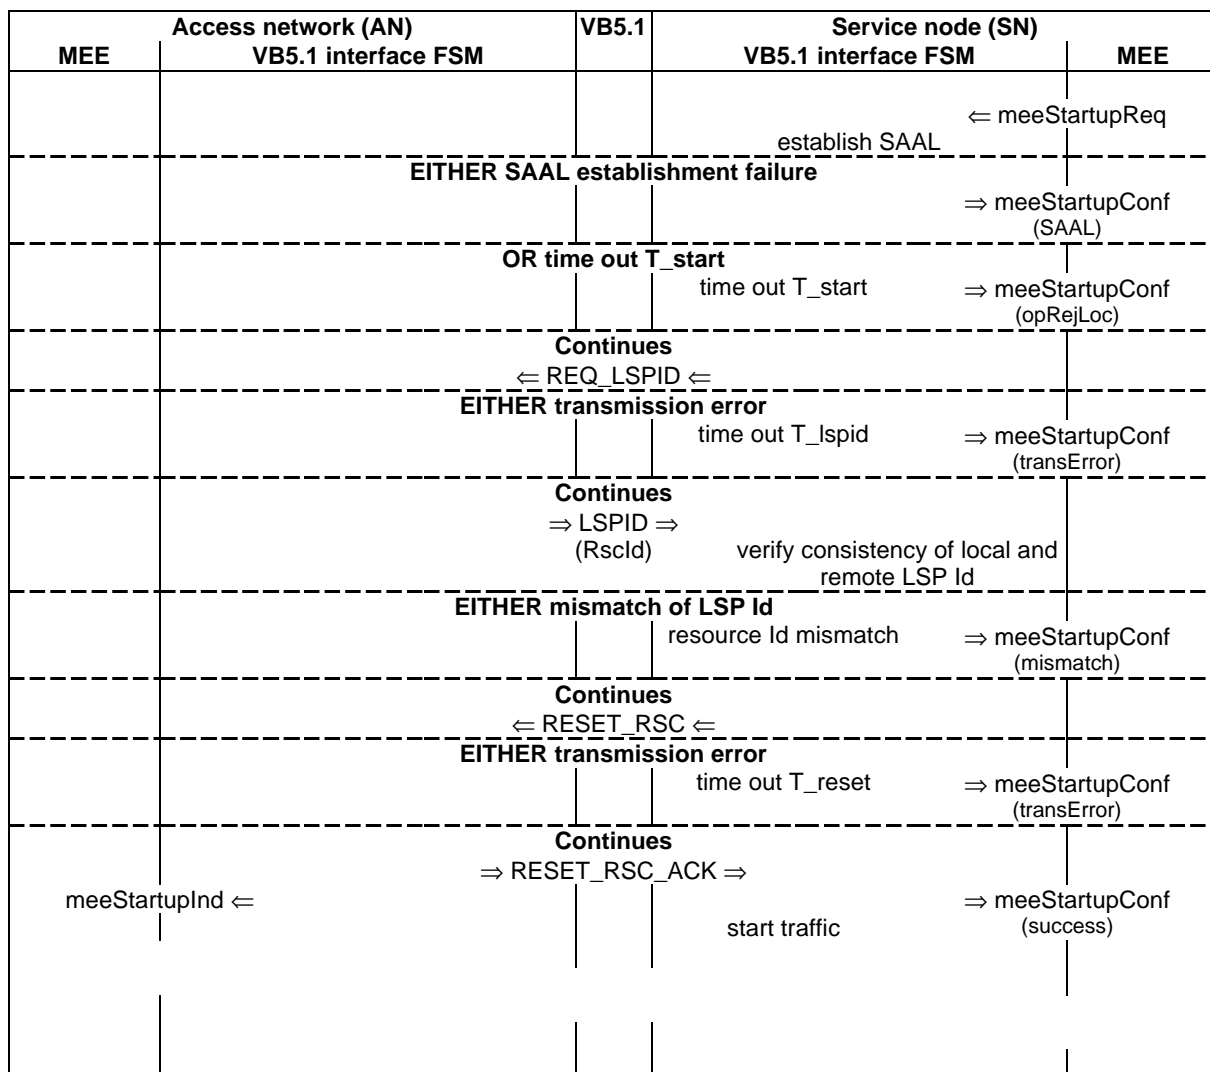 Access network (AN) VB5.1 Service node (SN)
MEE VB5.1 interface FSM VB5.1 interface FSM MEE
⇐ meeStartupReq
establish SAAL
EITHER SAAL establishment failure
⇒ meeStartupConf
(SAAL)
OR time out T_start
time out T_start ⇒ meeStartupConf
(opRejLoc)
Continues
⇐ REQ_LSPID ⇐
EITHER transmission error
time out T_lspid ⇒ meeStartupConf
(transError)
Continues
⇒ LSPID ⇒
(RscId) verify consistency of local and
remote LSP Id
EITHER mismatch of LSP Id
resource Id mismatch ⇒ meeStartupConf
(mismatch)
Continues
⇐ RESET_RSC ⇐
EITHER transmission error
time out T_reset ⇒ meeStartupConf
(transError)
Continues
⇒ RESET_RSC_ACK ⇒
meeStartupInd ⇐ ⇒ meeStartupConf
start traffic (success)